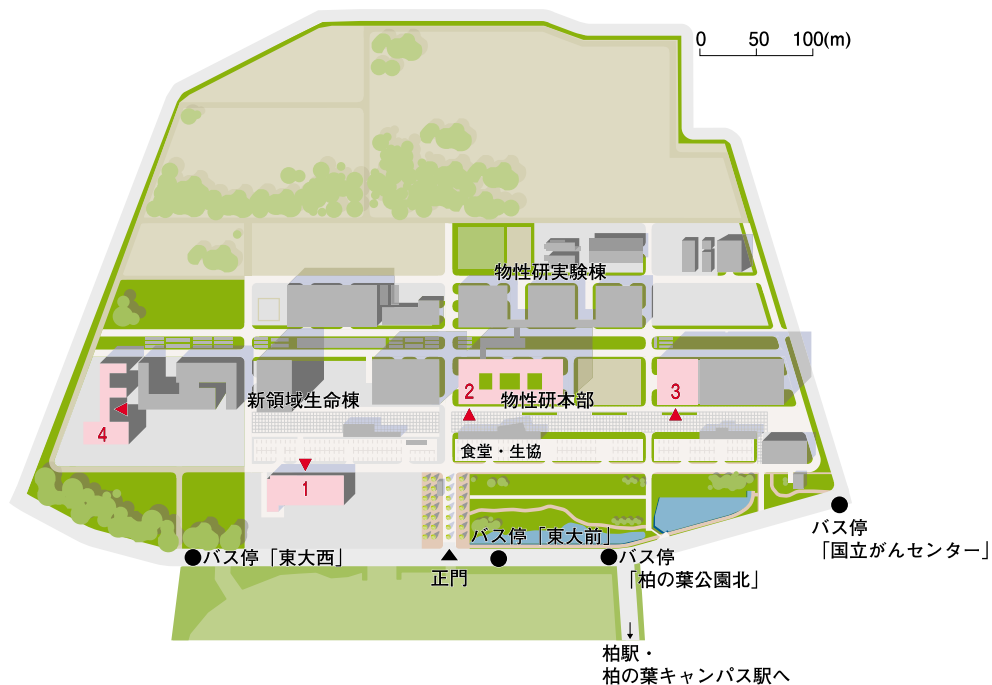 0 50 100(m)
物性研実験棟
2
3
新領域生命棟
物性研本部
4
食堂・生協
1
バス停「東大前」
バス停
「国立がんセンター」
バス停「東大西」
正門
バス停
「柏の葉公園北」
↓
柏駅・
柏の葉キャンパス駅へ